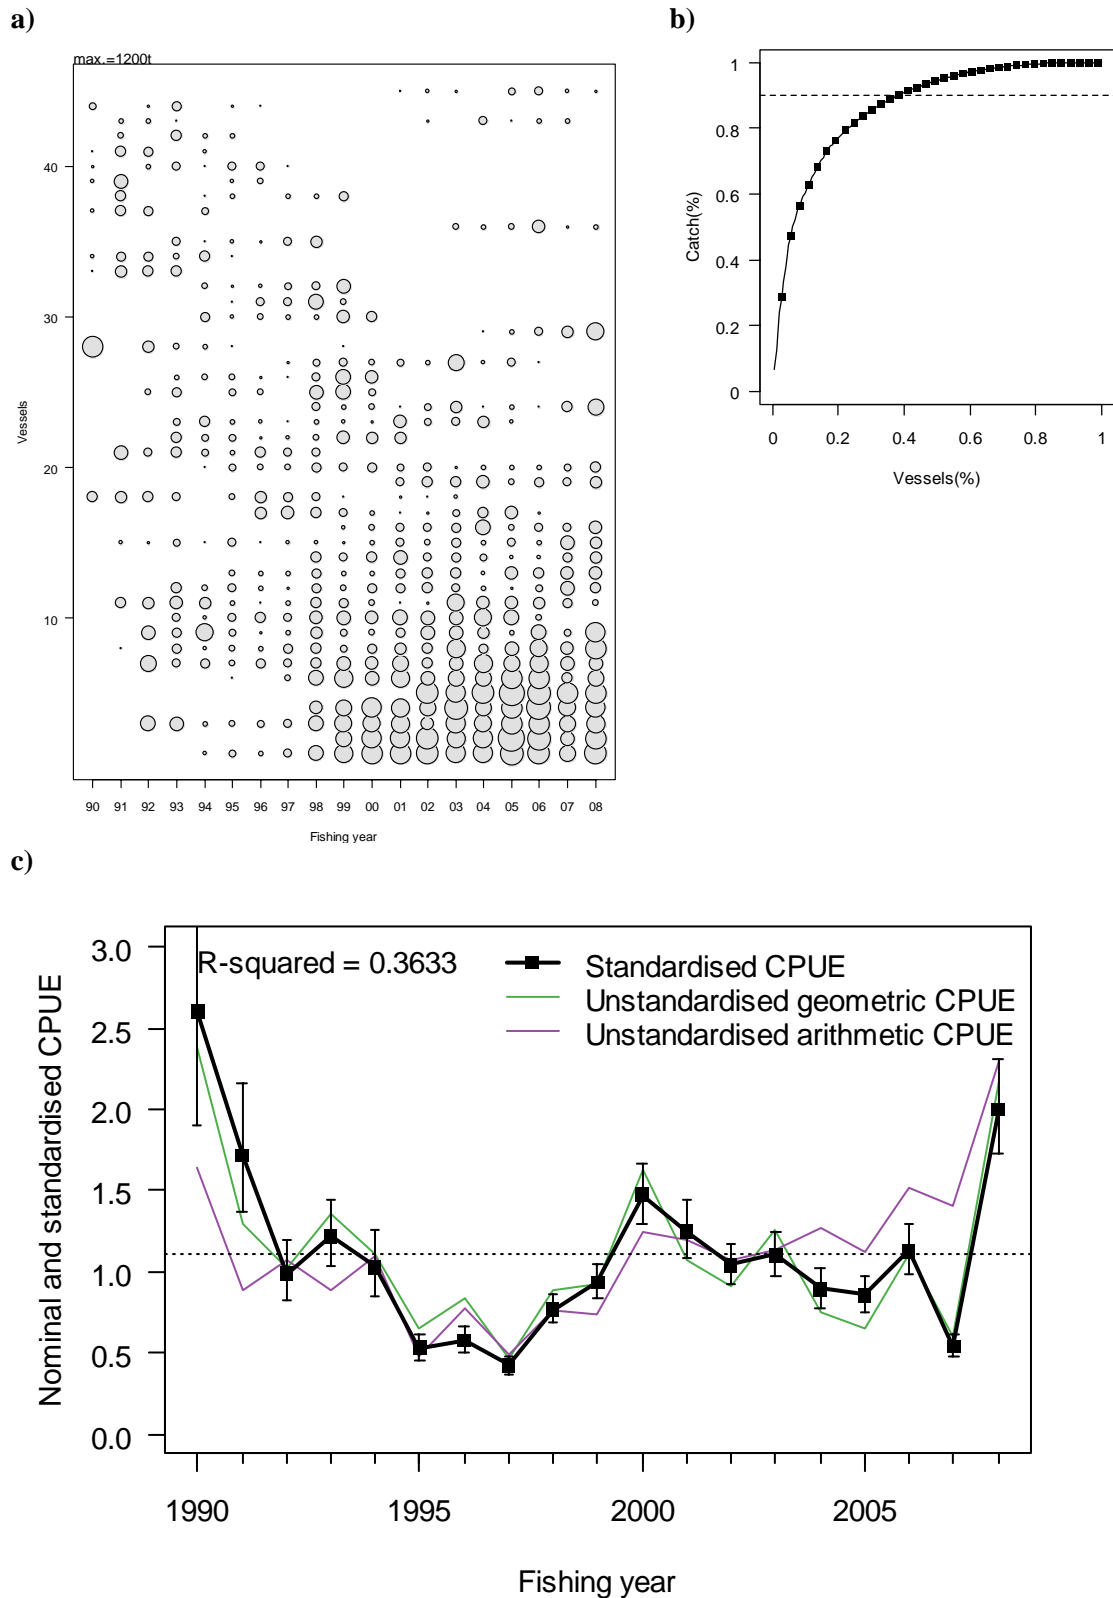 a)
max.=1200t
Vessels
40
30
20
10
90 91 92 93 94 95 96 97 98 99 00 01 02 03 04 05 06 07 08
Fishing year
b)
Catch(%)
1
0.8
0.6
0.4
0.2
0
0 0.2 0.4 0.6 0.8 1
Vessels(%)
c)
Nominal and standardised CPUE
3.0
2.5
2.0
1.5
1.0
0.5
0.0
R-squared = 0.3633
Standardised CPUE
Unstandardised geometric CPUE
Unstandardised arithmetic CPUE
1990 1995 2000 2005
Fishing year